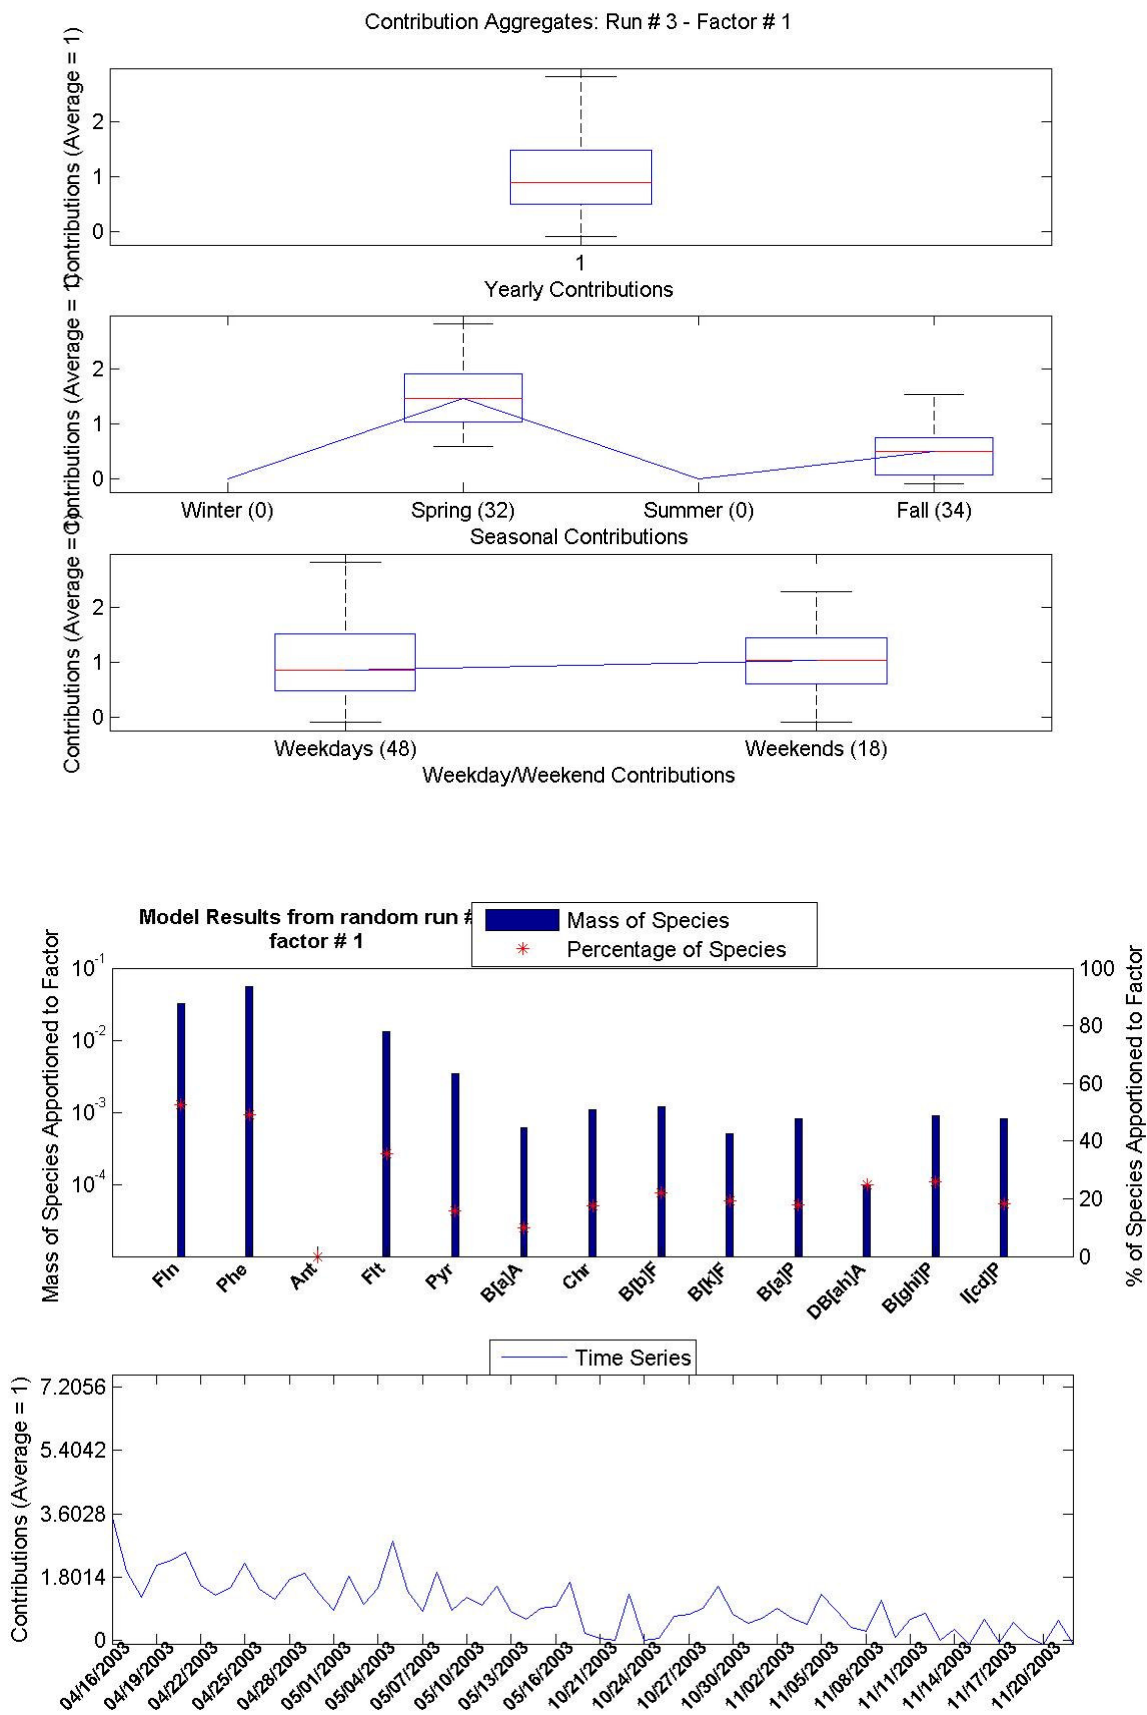 Contribution Aggregates: Run # 3 - Factor # 1
Contributions (Average = 1)
2
1
0
1
Yearly Contributions
Contributions (Average = 1)
2
1
0
Winter (0) Spring (32) Summer (0) Fall (34)
Seasonal Contributions
Contributions (Average = 1)
2
1
0
Weekdays (48) Weekends (18)
Weekday/Weekend Contributions
Model Results from random run #
factor # 1
Mass of Species
Percentage of Species
Mass of Species Apportioned to Factor
10-1
10-2
10-3
10-4
100
80
60
40
20
0
% of Species Apportioned to Factor
Fln Phe Ant Flt Pyr B[a]A Chr B[b]F B[k]F B[a]P DB[ah]A B[ghi]P I[cd]P
Time Series
Contributions (Average = 1)
7.2056
5.4042
3.6028
1.8014
0
04/16/2003 04/19/2003 04/22/2003 04/25/2003 04/28/2003 05/01/2003 05/04/2003 05/07/2003 05/10/2003 05/13/2003 05/16/2003 10/21/2003 10/24/2003 10/27/2003 10/30/2003 11/02/2003 11/05/2003 11/08/2003 11/11/2003 11/14/2003 11/17/2003 11/20/2003